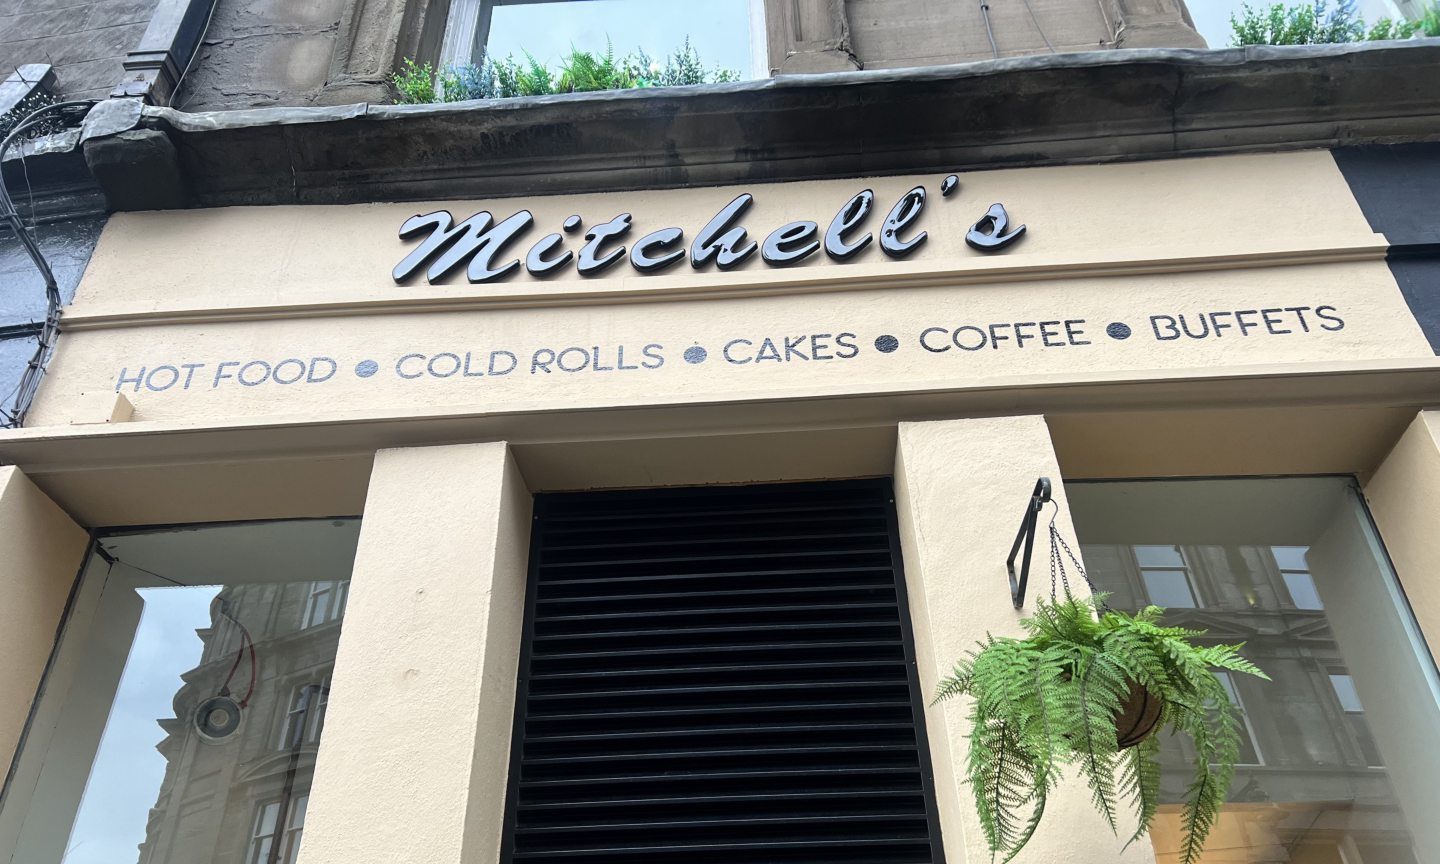 Mitchell's
HOT FOOD ● COLD ROLLS ● CAKES ● COFFEE ● BUFFETS